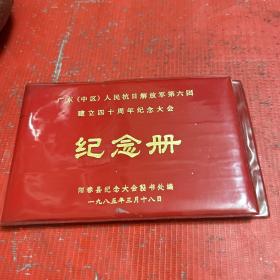 广东（中区）人民抗日解放军第六团
建立四十周年纪念大会
纪念册
阳春县纪念大会秘书处编
一九八五年三月十八日